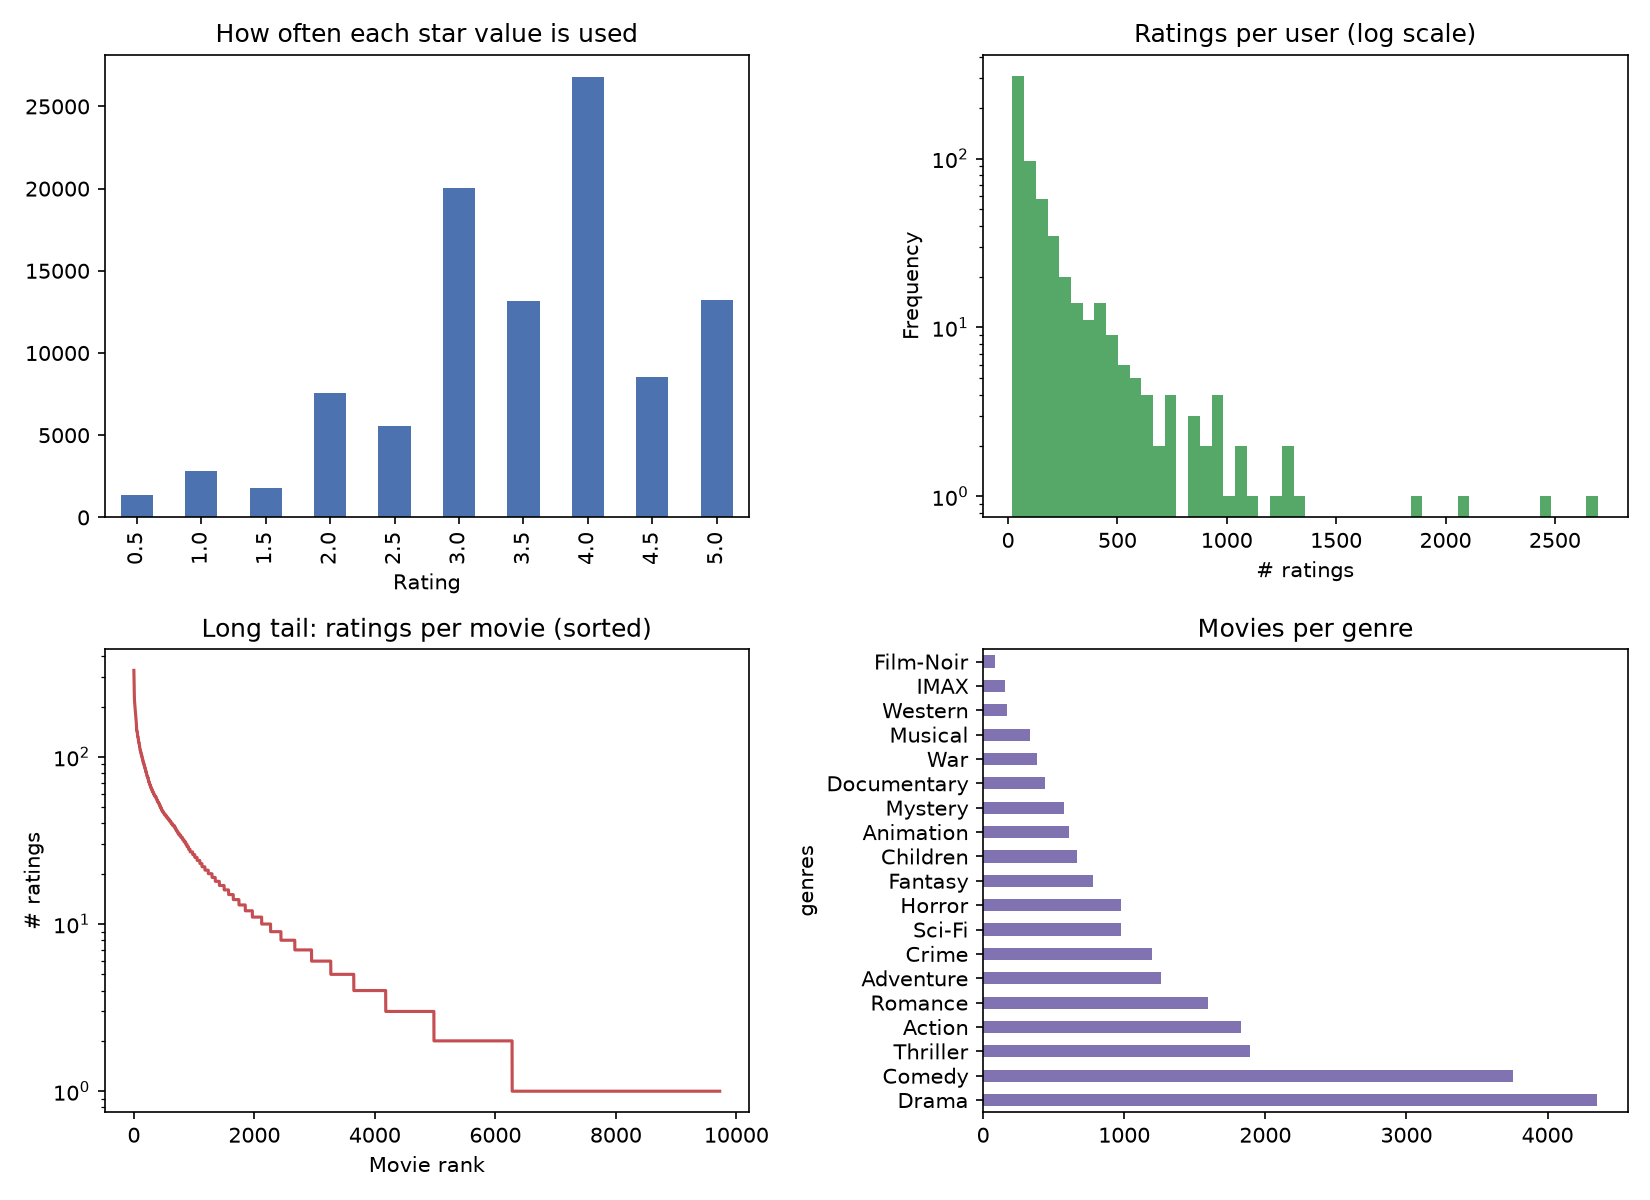 How often each star value is used
25000
20000
15000
10000
5000
0
0.5 1.0 1.5 2.0 2.5 3.0 3.5 4.0 4.5 5.0
Rating
Ratings per user (log scale)
Frequency
10²
10¹
10⁰
0 500 1000 1500 2000 2500
# ratings
Long tail: ratings per movie (sorted)
# ratings
10²
10¹
10⁰
0 2000 4000 6000 8000 10000
Movie rank
Movies per genre
genres
Film-Noir
IMAX
Western
Musical
War
Documentary
Mystery
Animation
Children
Fantasy
Horror
Sci-Fi
Crime
Adventure
Romance
Action
Thriller
Comedy
Drama
0 1000 2000 3000 4000